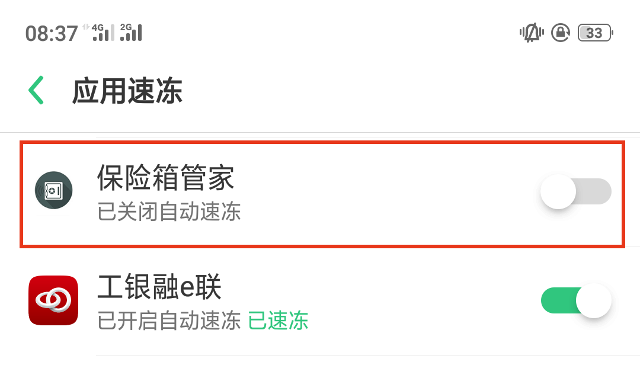 08:37 4G 2G 33
应用速冻
保险箱管家
已关闭自动速冻
工银融e联
已开启自动速冻 已速冻